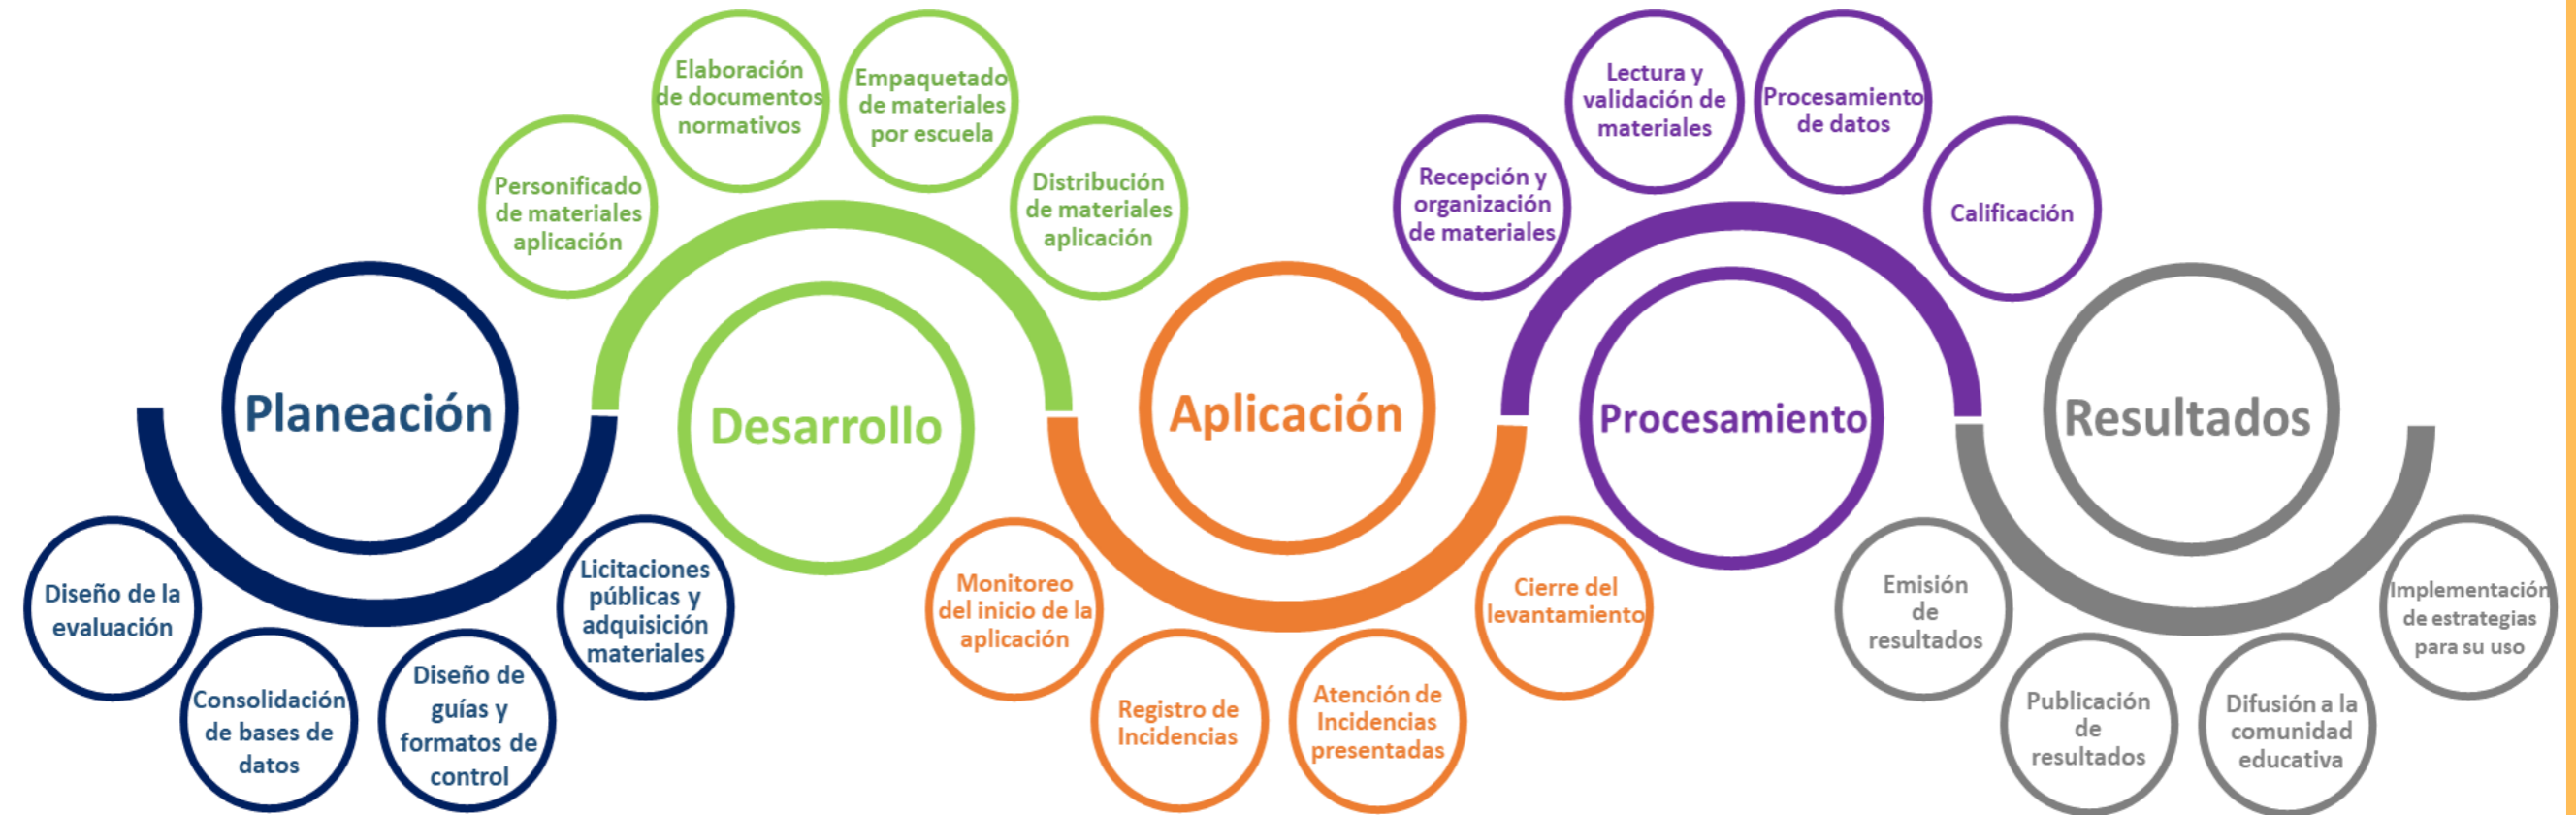 Planeación
Diseño de la
evaluación
Consolidación
de bases de
datos
Diseño de
guías y
formatos de
control
Licitaciones
públicas y
adquisición
materiales
Desarrollo
Personificado
de materiales
aplicación
Elaboración
de documentos
normativos
Empaquetado
de materiales
por escuela
Distribución
de materiales
aplicación
Aplicación
Monitoreo
del inicio de la
aplicación
Registro de
Incidencias
Atención de
Incidencias
presentadas
Cierre del
levantamiento
Procesamiento
Recepción y
organización
de materiales
Lectura y
validación de
materiales
Procesamiento
de datos
Calificación
Resultados
Emisión
de
resultados
Publicación
de
resultados
Difusión a la
comunidad
educativa
Implementación
de estrategias
para su uso